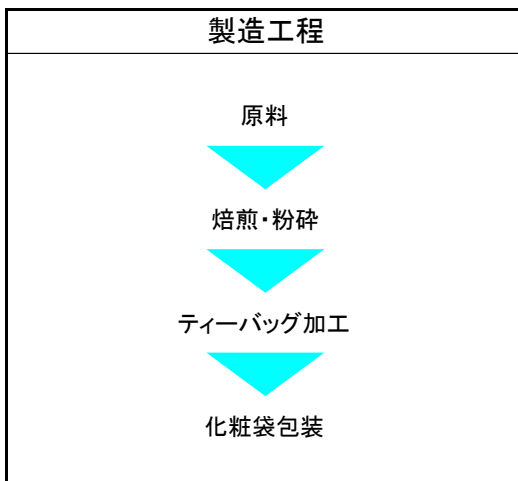 製造工程
原料
焙煎・粉砕
ティーバッグ加工
化粧袋包装